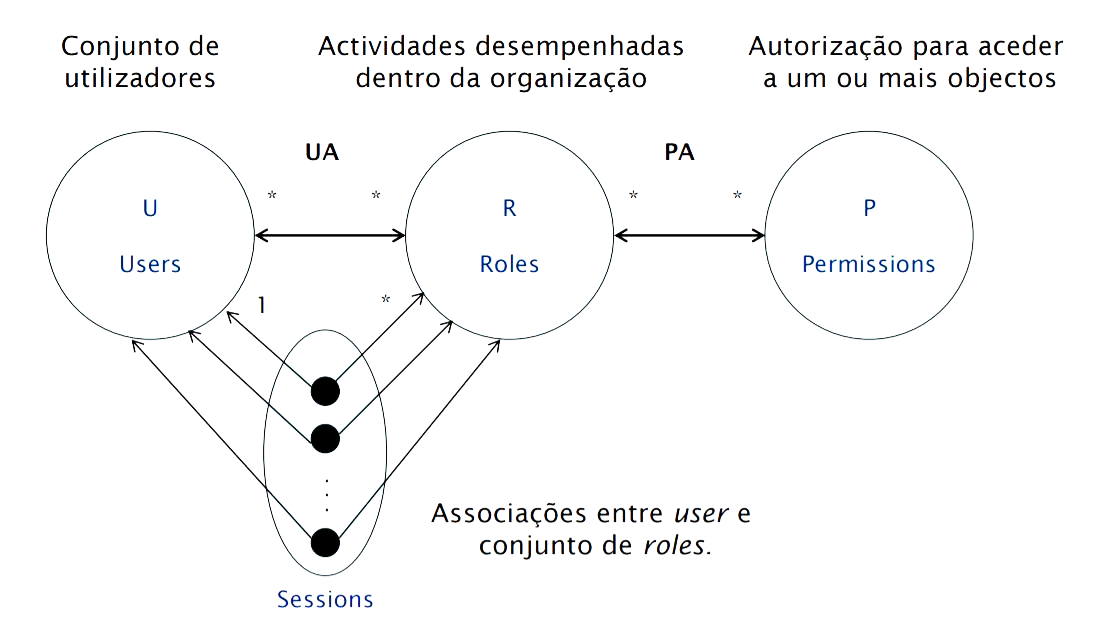 Conjunto de
utilizadores
Actividades desempenhadas
dentro da organização
Autorização para aceder
a um ou mais objectos
UA
PA
* *
* *
U
Users
R
Roles
P
Permissions
1
*
.
.
.
Associações entre user e
conjunto de roles.
Sessions